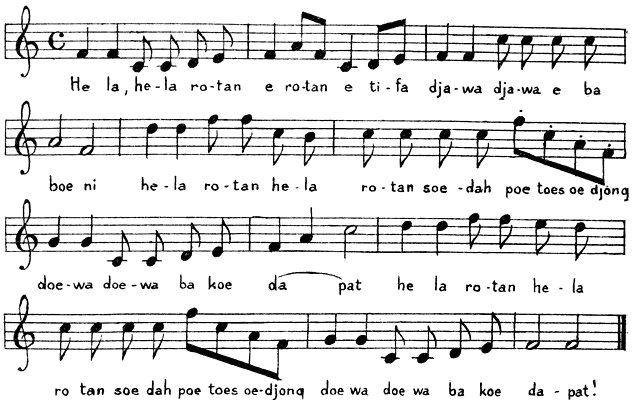 He la, he-la ro-tan e ro-tan e ti-fa dja-wa dja-wa e ba
boe ni he-la ro-tan he-la ro-tan soe-dah poe toes oe djong
doe-wa doe-wa ba koe da pat he la ro-tan he-la
ro tan soe dah poe toes oe-djong doe wa doe wa ba koe da-pat!